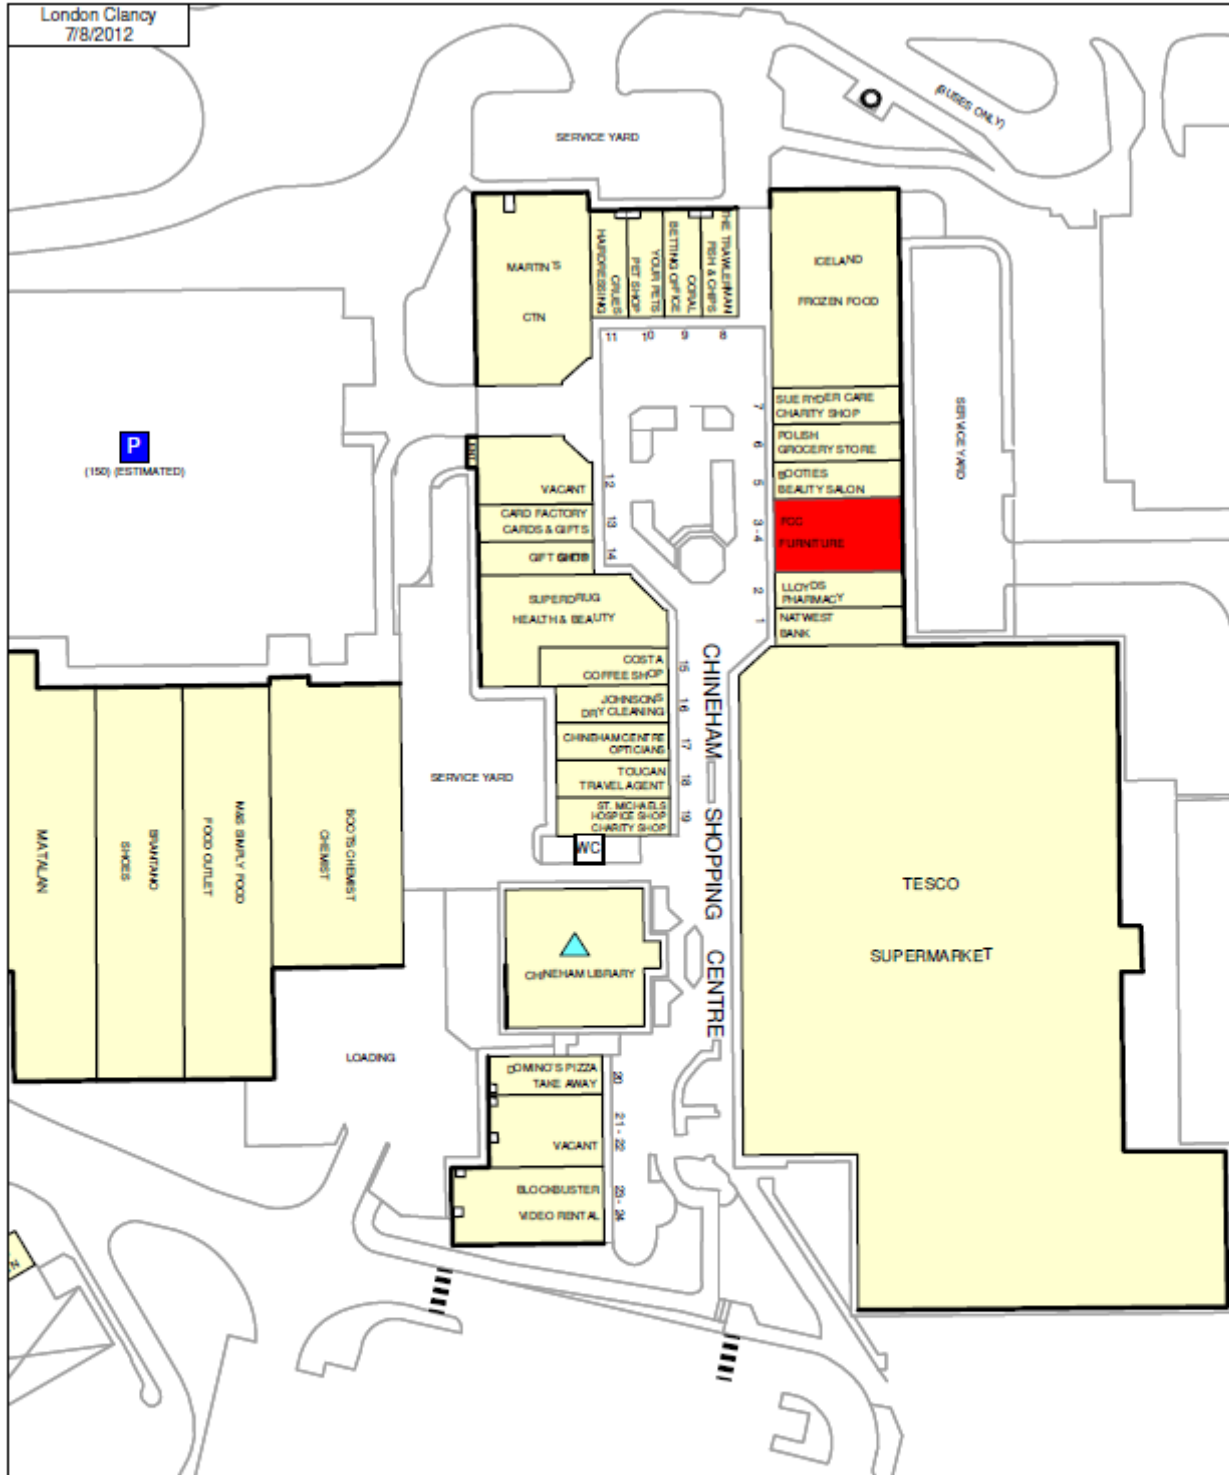 London Clancy
7/8/2012
(BUSES ONLY)
SERVICE YARD
MARTIN'S
CTN
HAIRDRESSING
CRUES
PET SHOP
YOUR PETS
BETTING OFFICE
CORAL
FISH & CHIPS
THE TRAWLERMAN
11
10
9
8
ICELAND
FROZEN FOOD
7
SUE RYDER CARE
CHARITY SHOP
6
POLISH
GROCERY STORE
5
BOOTIES
BEAUTY SALON
3-4
FURNITURE
2
LLOYDS
PHARMACY
1
NATWEST
BANK
SERVICE YARD
P
(150) (ESTIMATED)
VACANT
12
CARD FACTORY
CARDS & GIFTS
13
GIFT
14
SUPERDRUG
HEALTH & BEAUTY
COSTA
COFFEE SHOP
15
JOHNSONS
DRY CLEANING
16
CHINEHAM CENTRE
OPTICIANS
17
TOUCAN
TRAVEL AGENT
18
ST. MICHAELS
HOSPICE SHOP
CHARITY SHOP
19
WC
SERVICE YARD
CHINEHAM SHOPPING CENTRE
MATALAN
BRANTANO
SHOES
M&S SIMPLY FOOD
FOOD OUTLET
BOOTS CHEMIST
CHEMIST
TESCO
SUPERMARKET
CHINEHAM LIBRARY
LOADING
DOMINO'S PIZZA
TAKE AWAY
20
VACANT
21 - 22
BLOCKBUSTER
VIDEO RENTAL
23 - 24